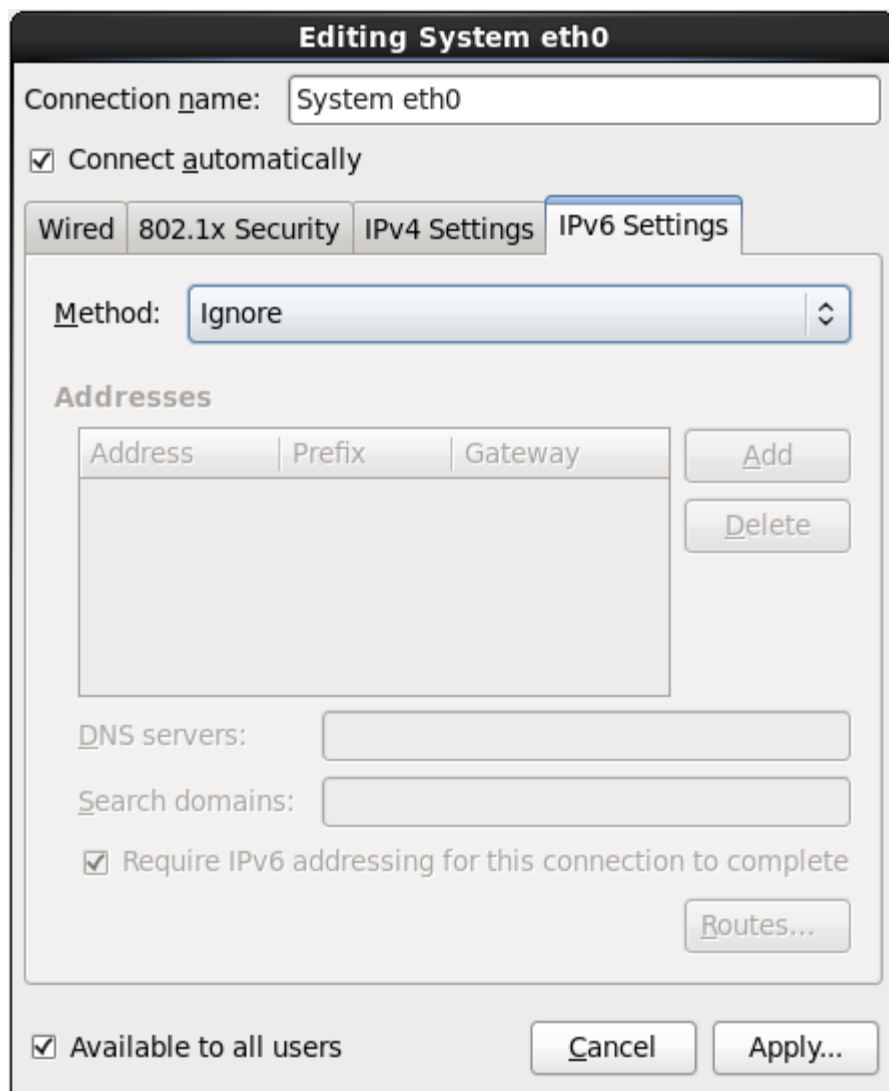 Editing System eth0
Connection name: System eth0
Connect automatically
Wired 802.1x Security IPv4 Settings IPv6 Settings
Method: Ignore
Addresses
Address Prefix Gateway Add
Delete
DNS servers:
Search domains:
Require IPv6 addressing for this connection to complete
Routes...
Available to all users Cancel Apply...